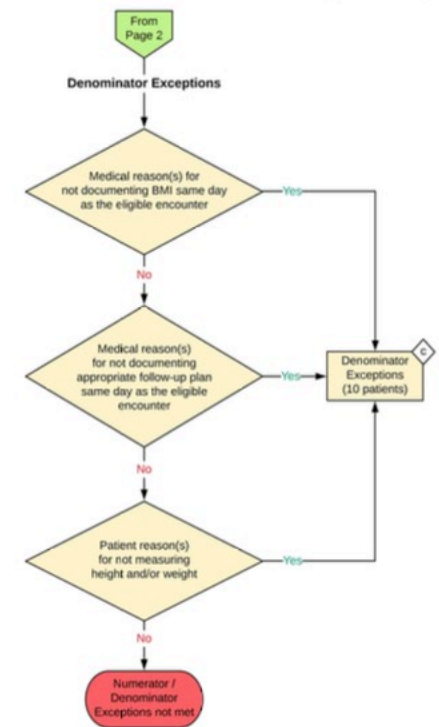 From
Page 2
Denominator Exceptions
Medical reason(s) for
not documenting BMI same day
as the eligible encounter
Yes
No
Medical reason(s)
for not documenting
appropriate follow-up plan
same day as the eligible
encounter
Yes
c
Denominator
Exceptions
(10 patients)
No
Patient reason(s)
for not measuring
height and/or weight
Yes
No
Numerator /
Denominator
Exceptions not met